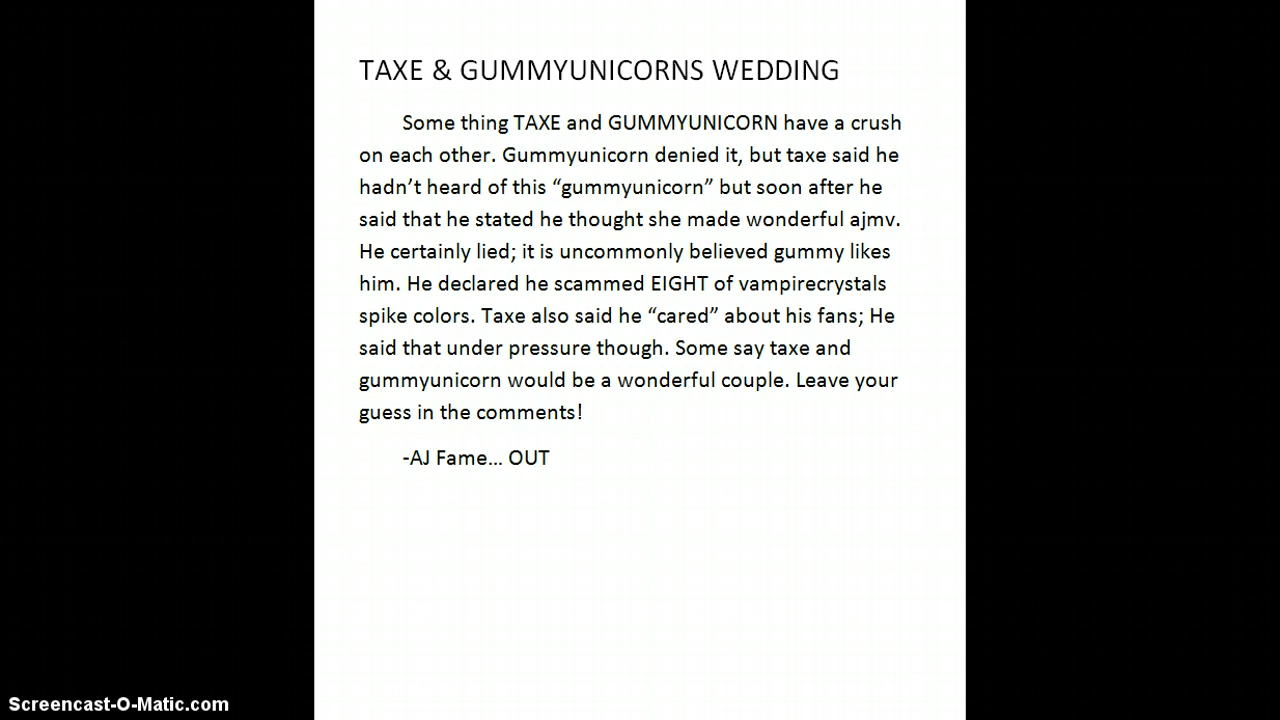 TAXE & GUMMYUNICORNS WEDDING
Some thing TAXE and GUMMYUNICORN have a crush
on each other. Gummyunicorn denied it, but taxe said he
hadn’t heard of this “gummyunicorn” but soon after he
said that he stated he thought she made wonderful ajmv.
He certainly lied; it is uncommonly believed gummy likes
him. He declared he scammed EIGHT of vampirecrystals
spike colors. Taxe also said he “cared” about his fans; He
said that under pressure though. Some say taxe and
gummyunicorn would be a wonderful couple. Leave your
guess in the comments!
-AJ Fame... OUT
Screencast-O-Matic.com